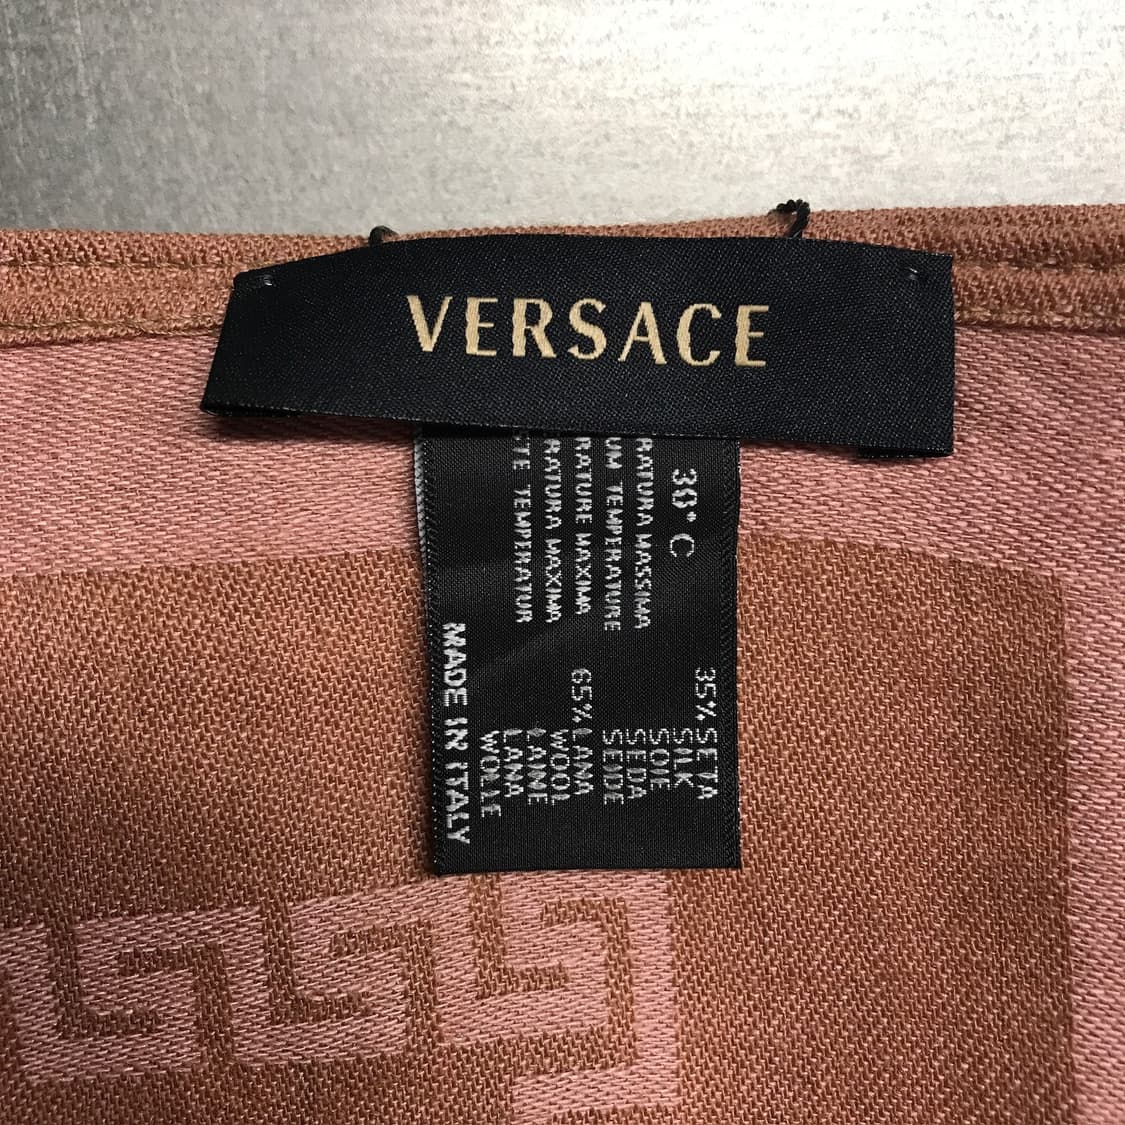 VERSACE
35% SETA
SILK
SOIE
SEDA
SEIDE
65% LANA
WOOL
LAINE
LANA
WOLLE
MADE IN ITALY
30° C
RATURA MASSIMA
UM TEMPERATURE
RATURE MAXIMA
RATURA MAXIMA
STE TEMPERATUR